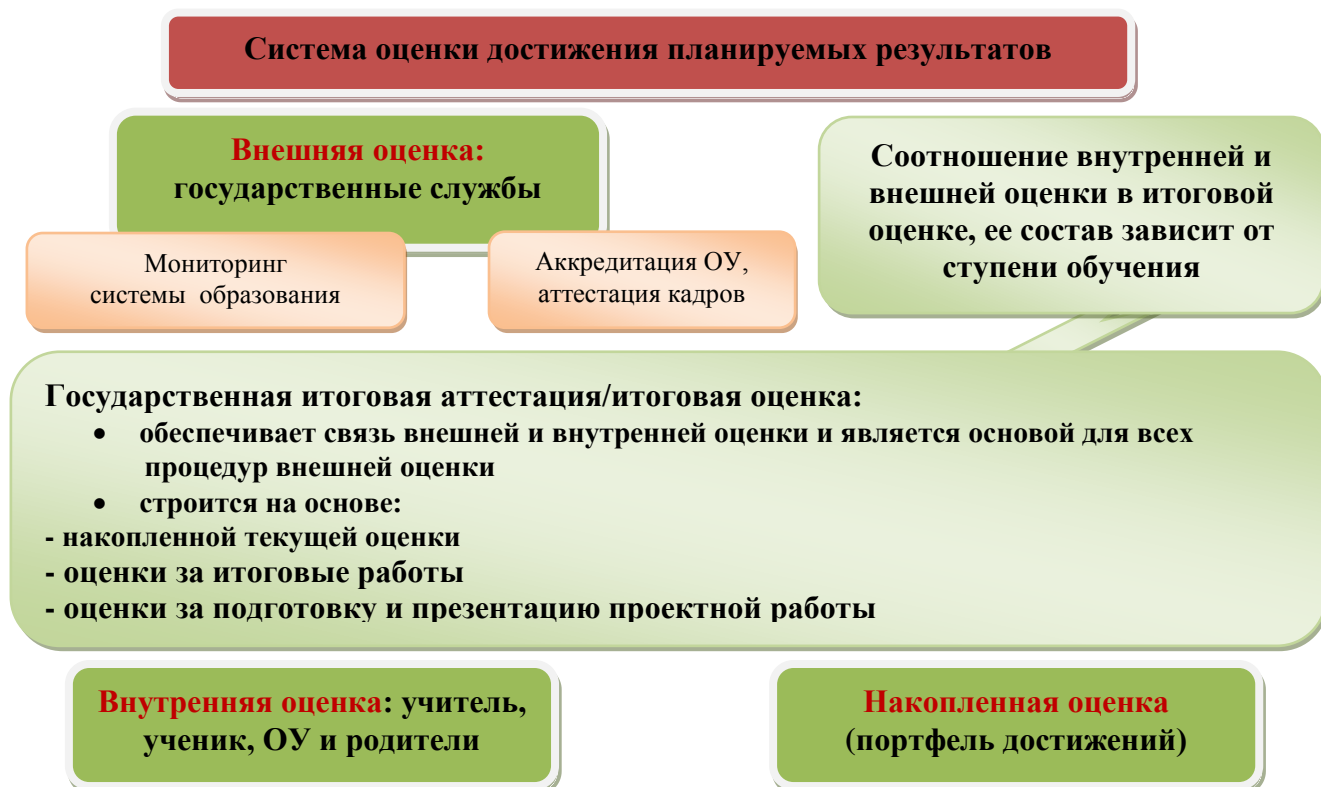 Система оценки достижения планируемых результатов
Внешняя оценка:
государственные службы
Соотношение внутренней и
внешней оценки в итоговой
оценке, ее состав зависит от
ступени обучения
Мониторинг
системы образования
Аккредитация ОУ,
аттестация кадров
Государственная итоговая аттестация/итоговая оценка:
• обеспечивает связь внешней и внутренней оценки и является основой для всех
процедур внешней оценки
• строится на основе:
- накопленной текущей оценки
- оценки за итоговые работы
- оценки за подготовку и презентацию проектной работы
Внутренняя оценка: учитель,
ученик, ОУ и родители
Накопленная оценка
(портфель достижений)